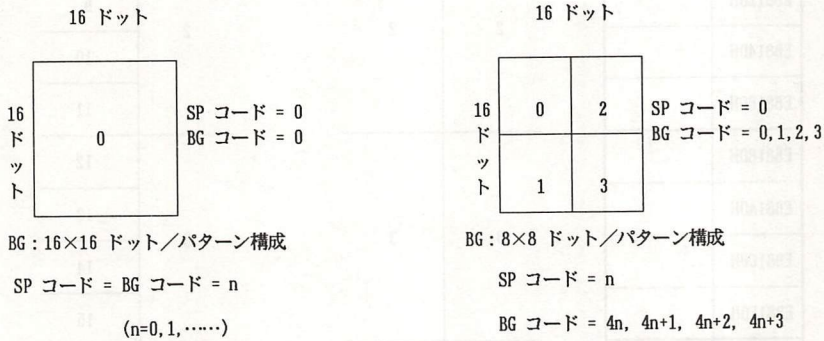 16 ドット
16 ドット
0
SP コード = 0
BG コード = 0
BG : 16×16 ドット／パターン構成
SP コード = BG コード = n
(n=0, 1, ……)
16 ドット
16 ドット
0 2
1 3
SP コード = 0
BG コード = 0, 1, 2, 3
BG : 8×8 ドット／パターン構成
SP コード = n
BG コード = 4n, 4n+1, 4n+2, 4n+3